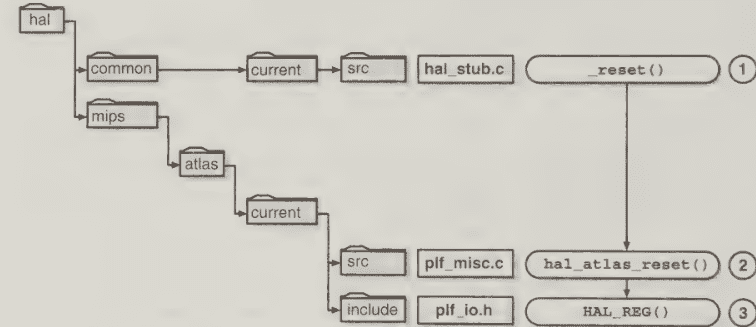 hal
common current src hal_stub.c _reset() 1
mips
atlas
current
src plf_misc.c hal_atlas_reset() 2
include plf_io.h HAL_REG() 3